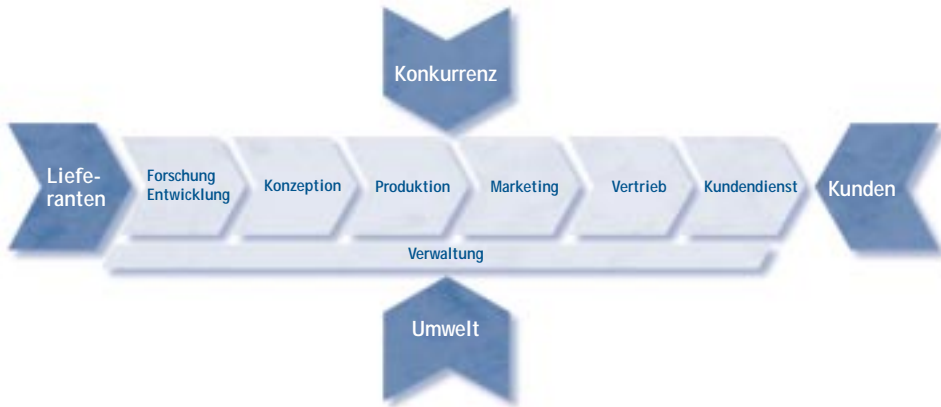 Konkurrenz
Liefe-
ranten
Forschung
Entwicklung
Konzeption
Produktion
Marketing
Vertrieb
Kundendienst
Kunden
Verwaltung
Umwelt